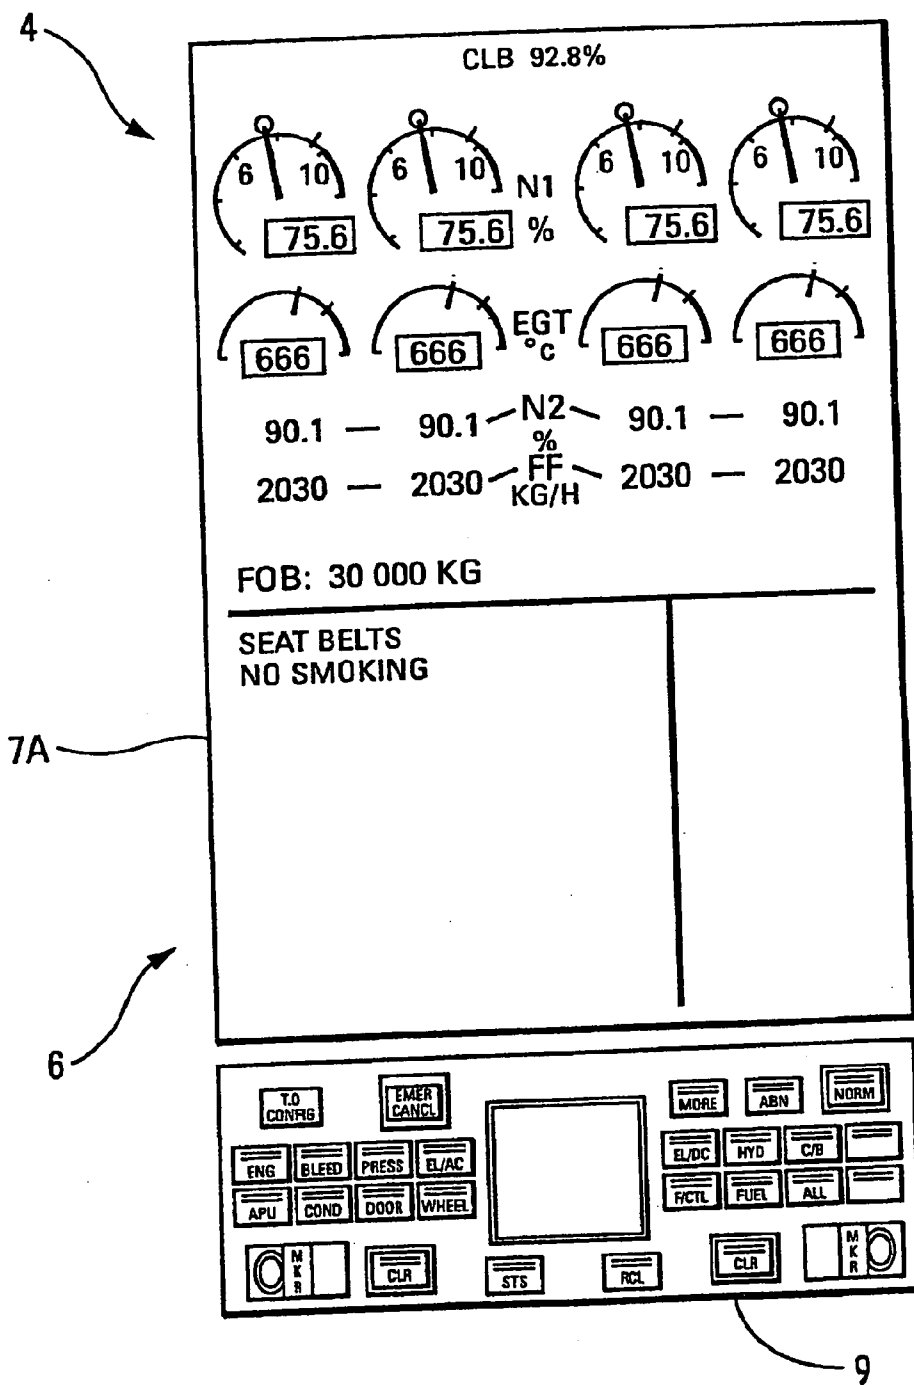 4
CLB 92.8%
6 10 6 10 N1 6 10 6 10
75.6 75.6 % 75.6 75.6
EGT
666 666 °C 666 666
90.1 — 90.1 N2 90.1 — 90.1
%
2030 — 2030 FF 2030 — 2030
KG/H
FOB: 30 000 KG
SEAT BELTS
NO SMOKING
7A
6
T.O CONFIG EMER CANCL MORE ABN NORM
ENG BLEED PRESS EL/AC EL/DC HYD C/B
APU COND DOOR WHEEL F/CTL FUEL ALL
MKR CLR STS RCL CLR MKR
9